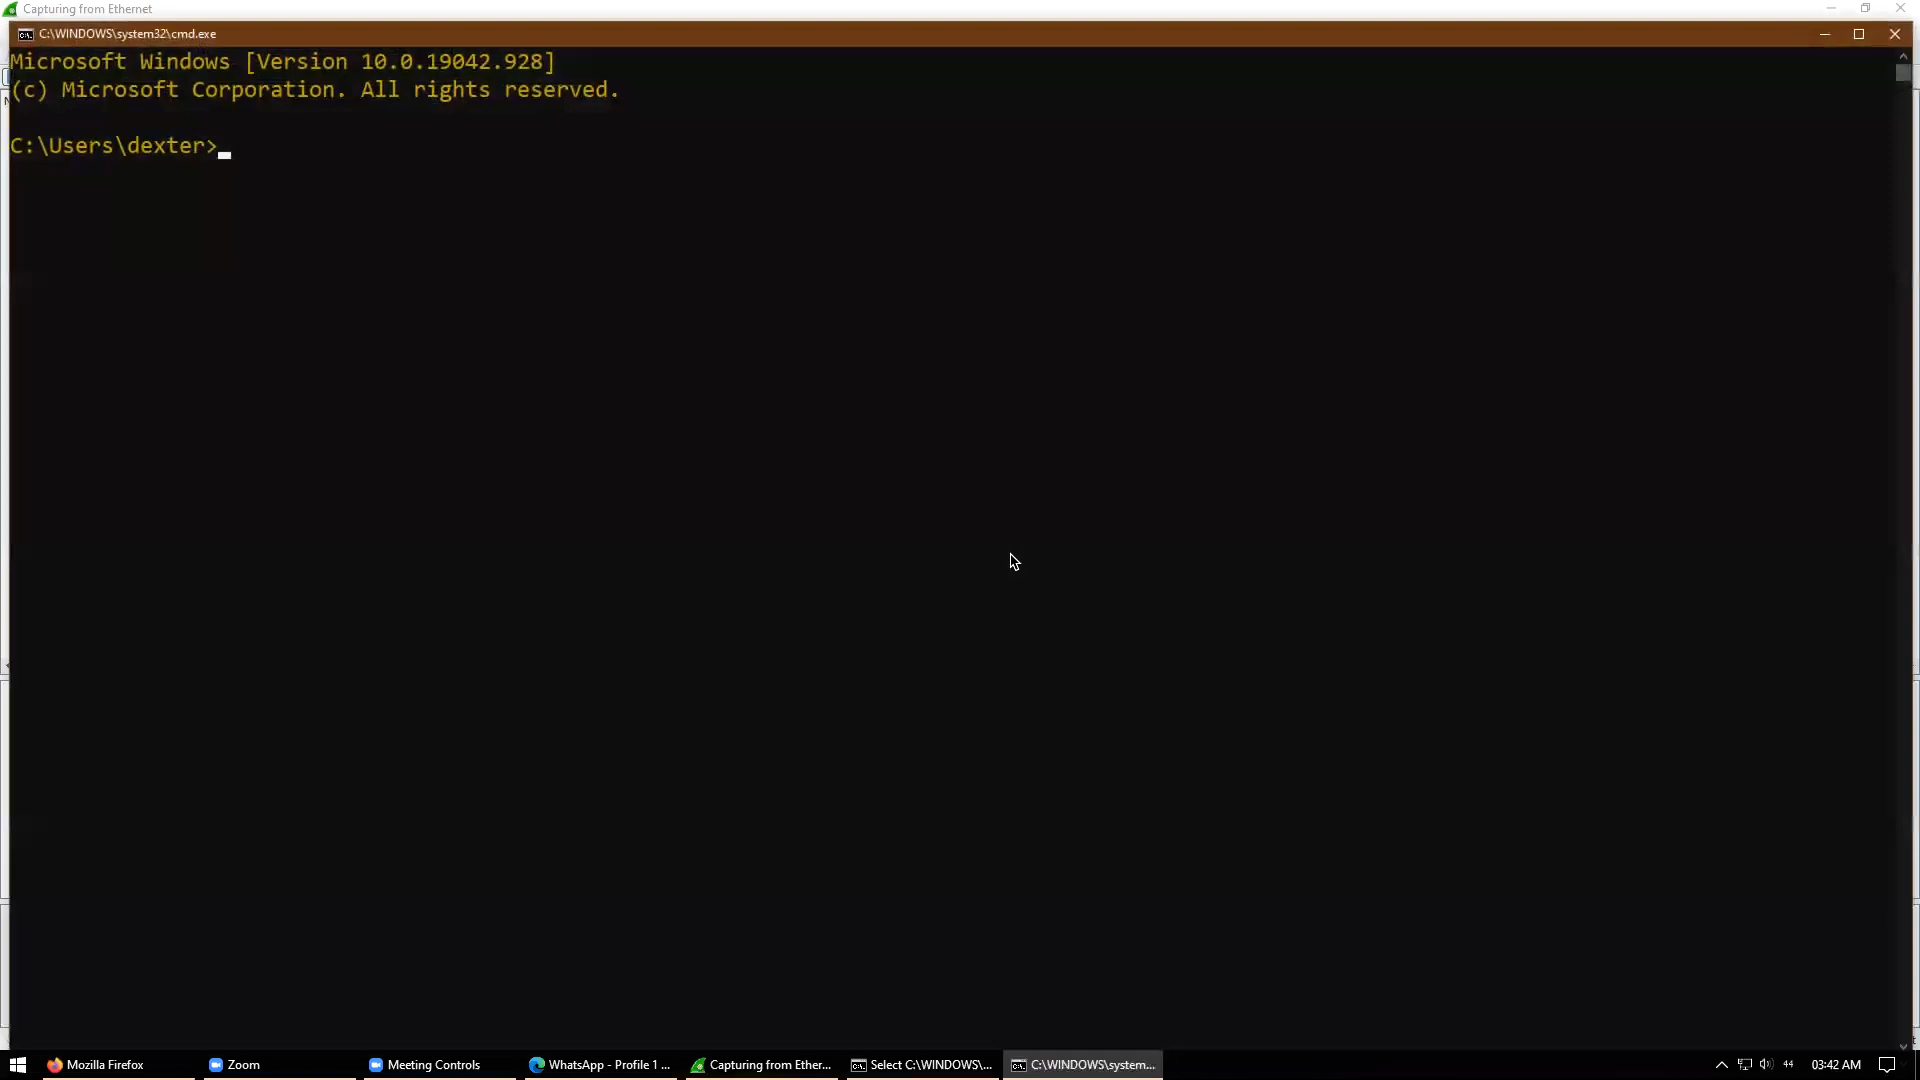 Capturing from Ethernet
C:\WINDOWS\system32\cmd.exe
Microsoft Windows [Version 10.0.19042.928]
(c) Microsoft Corporation. All rights reserved.
C:\Users\dexter>
Mozilla Firefox
Zoom
Meeting Controls
WhatsApp - Profile 1 ...
Capturing from Ether...
Select C:\WINDOWS\...
C:\WINDOWS\system...
03:42 AM